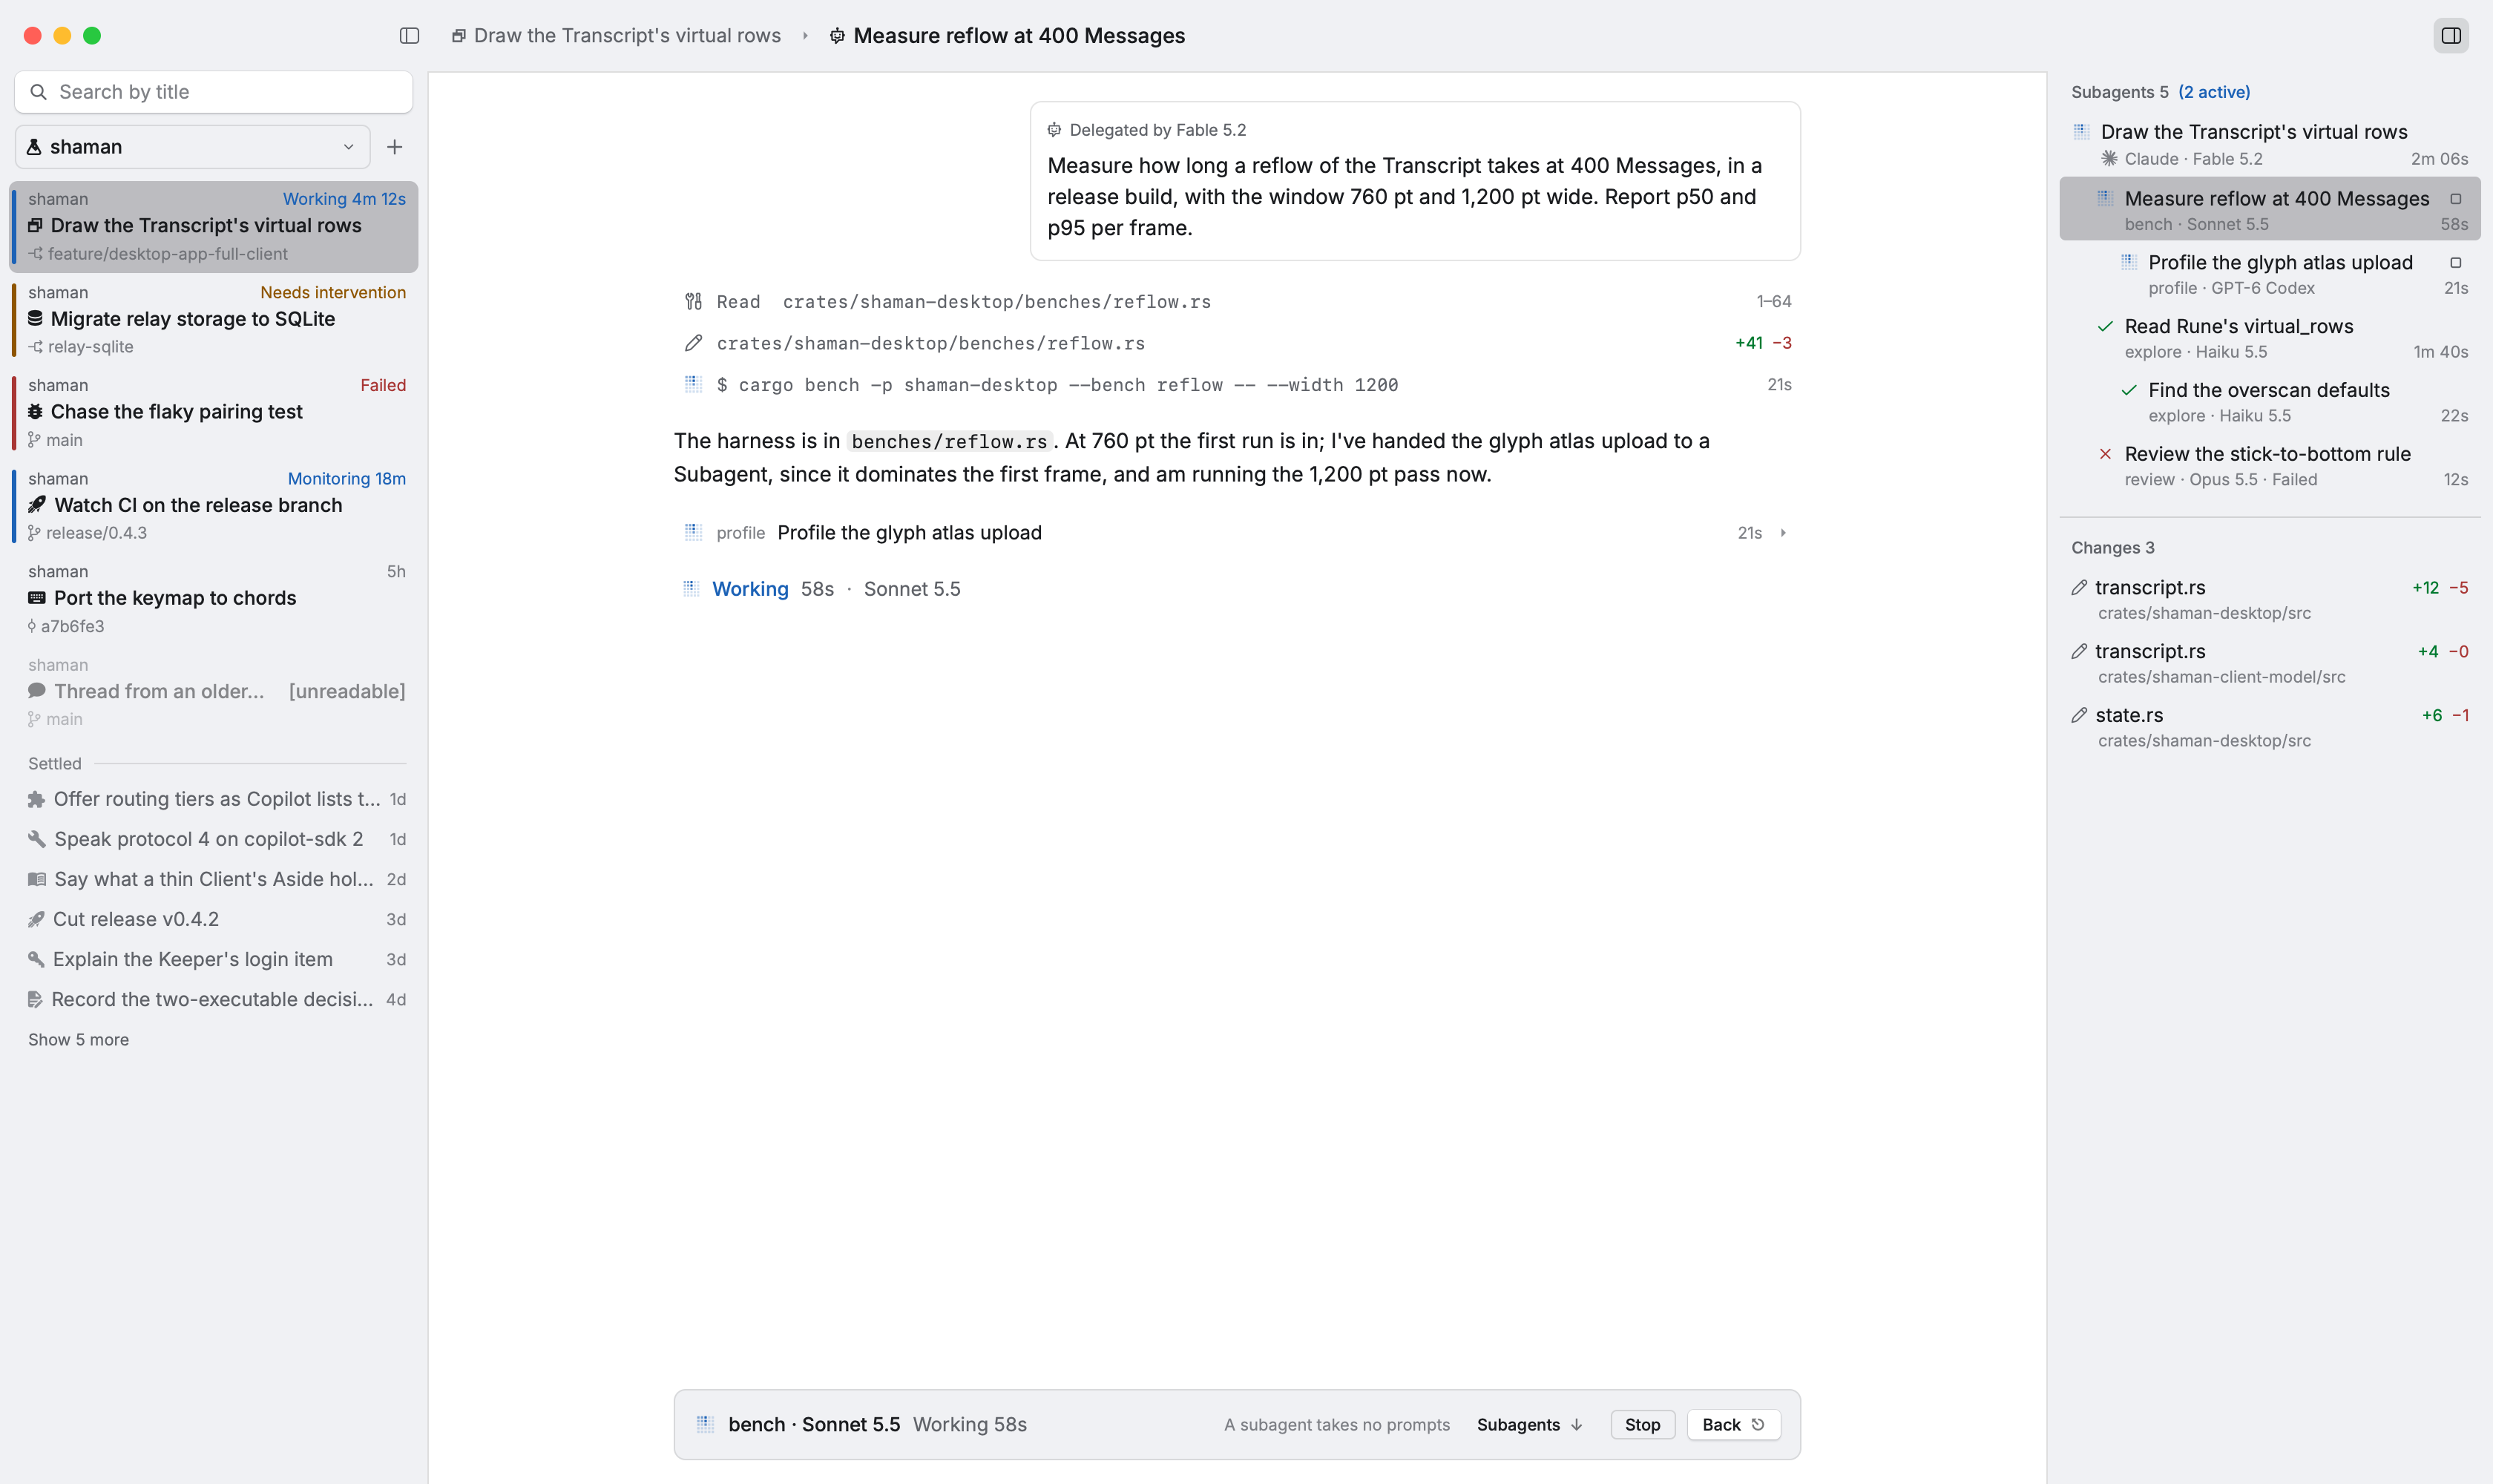 Draw the Transcript's virtual rows
Measure reflow at 400 Messages
Search by title
shaman
shaman Working 4m 12s
Draw the Transcript's virtual rows
feature/desktop-app-full-client
shaman Needs intervention
Migrate relay storage to SQLite
relay-sqlite
shaman Failed
Chase the flaky pairing test
main
shaman Monitoring 18m
Watch CI on the release branch
release/0.4.3
shaman 5h
Port the keymap to chords
a7b6fe3
shaman
Thread from an older... [unreadable]
main
Settled
Offer routing tiers as Copilot lists t... 1d
Speak protocol 4 on copilot-sdk 2 1d
Say what a thin Client's Aside hol... 2d
Cut release v0.4.2 3d
Explain the Keeper's login item 3d
Record the two-executable decisi... 4d
Show 5 more
Delegated by Fable 5.2
Measure how long a reflow of the Transcript takes at 400 Messages, in a
release build, with the window 760 pt and 1,200 pt wide. Report p50 and
p95 per frame.
Read crates/shaman-desktop/benches/reflow.rs 1–64
crates/shaman-desktop/benches/reflow.rs +41 −3
$ cargo bench -p shaman-desktop --bench reflow -- --width 1200 21s
The harness is in benches/reflow.rs. At 760 pt the first run is in; I've handed the glyph atlas upload to a
Subagent, since it dominates the first frame, and am running the 1,200 pt pass now.
profile Profile the glyph atlas upload 21s
Working 58s · Sonnet 5.5
bench · Sonnet 5.5 Working 58s A subagent takes no prompts Subagents ↓ Stop Back
Subagents 5 (2 active)
Draw the Transcript's virtual rows
Claude · Fable 5.2 2m 06s
Measure reflow at 400 Messages
bench · Sonnet 5.5 58s
Profile the glyph atlas upload
profile · GPT-6 Codex 21s
Read Rune's virtual_rows
explore · Haiku 5.5 1m 40s
Find the overscan defaults
explore · Haiku 5.5 22s
Review the stick-to-bottom rule
review · Opus 5.5 · Failed 12s
Changes 3
transcript.rs +12 −5
crates/shaman-desktop/src
transcript.rs +4 −0
crates/shaman-client-model/src
state.rs +6 −1
crates/shaman-desktop/src